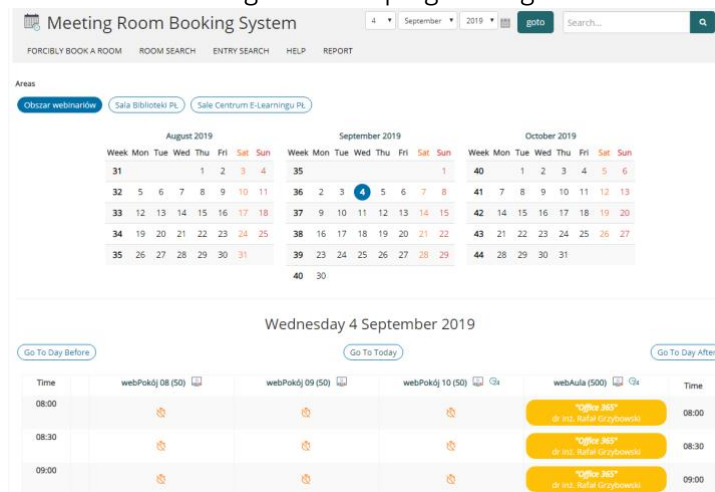 Meeting Room Booking System
4 September 2019 goto Search...
FORCIBLY BOOK A ROOM ROOM SEARCH ENTRY SEARCH HELP REPORT
Areas
Obszar webinariów Sala Biblioteki PŁ Sale Centrum E-Learningu PŁ
August 2019 September 2019 October 2019
Week Mon Tue Wed Thu Fri Sat Sun Week Mon Tue Wed Thu Fri Sat Sun Week Mon Tue Wed Thu Fri Sat Sun
31 1 2 3 4 35 1 40 1 2 3 4 5 6
32 5 6 7 8 9 10 11 36 2 3 4 5 6 7 8 41 7 8 9 10 11 12 13
33 12 13 14 15 16 17 18 37 9 10 11 12 13 14 15 42 14 15 16 17 18 19 20
34 19 20 21 22 23 24 25 38 16 17 18 19 20 21 22 43 21 22 23 24 25 26 27
35 26 27 28 29 30 31 39 23 24 25 26 27 28 29 44 28 29 30 31
40 30
Wednesday 4 September 2019
Go To Day Before Go To Today Go To Day After
Time webPokój 08 (50) webPokój 09 (50) webPokój 10 (50) webAula (500) Time
08:00 "Office 365" 08:00
dr inż. Rafał Grzybowski
08:30 "Office 365" 08:30
dr inż. Rafał Grzybowski
09:00 "Office 365" 09:00
dr inż. Rafał Grzybowski